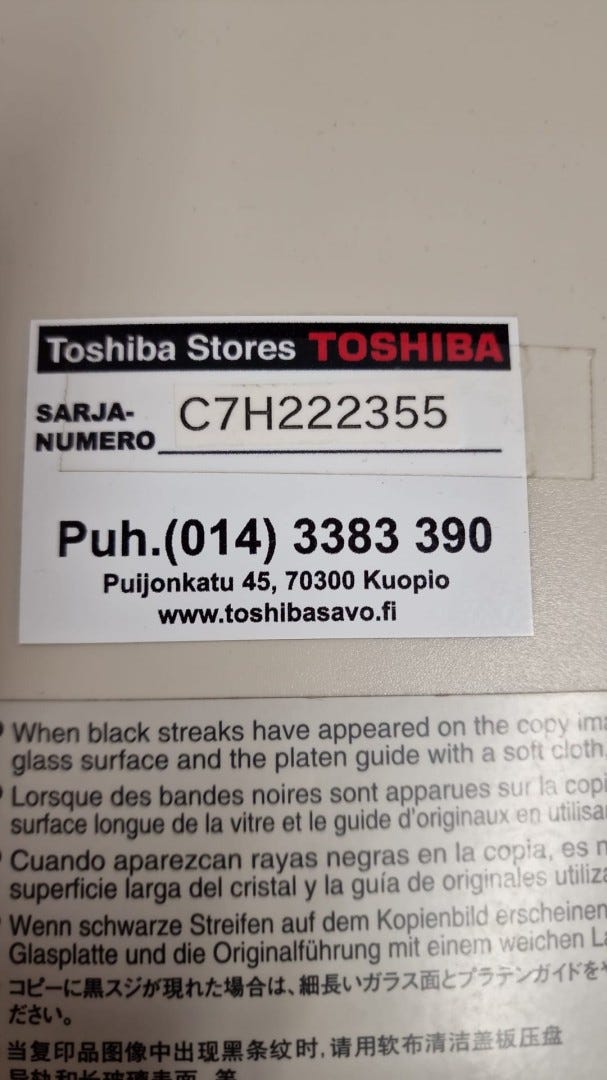 Toshiba Stores TOSHIBA
SARJA-
NUMERO
C7H222355
Puh.(014) 3383 390
Puijonkatu 45, 70300 Kuopio
www.toshibasavo.fi
When black streaks have appeared on the copy
glass surface and the platen guide with a soft cloth,
Lorsque des bandes noires sont apparues sur la
surface longue de la vitre et le guide d'originaux en
Cuando aparezcan rayas negras en la copia, es
superficie larga del cristal y la guía de originales
Wenn schwarze Streifen auf dem Kopienbild erscheinen
Glasplatte und die Originalführung mit einem weichen
コピーに黒スジが現れた場合は、細長いガラス面とプラテンガイドを
ださい。
当复印品图像中出现黑条纹时,请用软布清洁盖板压盘